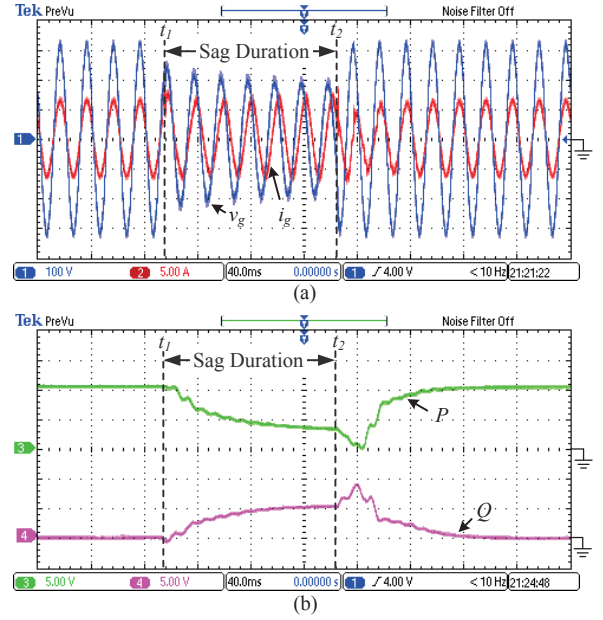 Tek PreVu Noise Filter Off
t1 t2
Sag Duration
1
vg ig
1 100 V 2 5.00 A 40.0ms 0.00000 s 1 4.00 V < 10 Hz 21:21:22
(a)
Tek PreVu Noise Filter Off
t1 t2
Sag Duration
P
3
Q
4
3 5.00 V 4 5.00 V 40.0ms 0.00000 s 1 4.00 V < 10 Hz 21:24:48
(b)